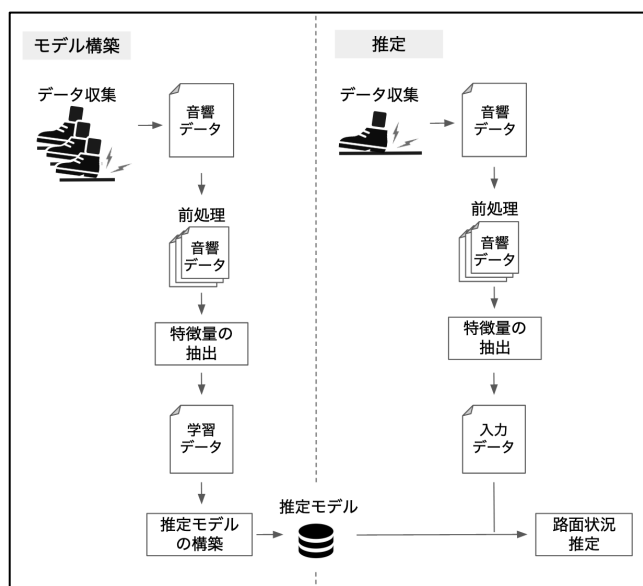 モデル構築
データ収集
音響
データ
前処理
音響
データ
特徴量の
抽出
学習
データ
推定モデル
の構築
推定モデル
推定
データ収集
音響
データ
前処理
音響
データ
特徴量の
抽出
入力
データ
路面状況
推定